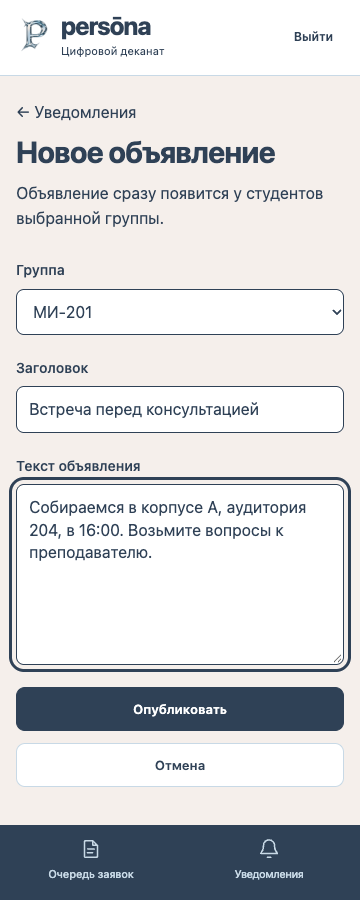 persōna
Цифровой деканат
Выйти
← Уведомления
Новое объявление
Объявление сразу появится у студентов
выбранной группы.
Группа
МИ-201
Заголовок
Встреча перед консультацией
Текст объявления
Собираемся в корпусе А, аудитория
204, в 16:00. Возьмите вопросы к
преподавателю.
Опубликовать
Отмена
Очередь заявок
Уведомления